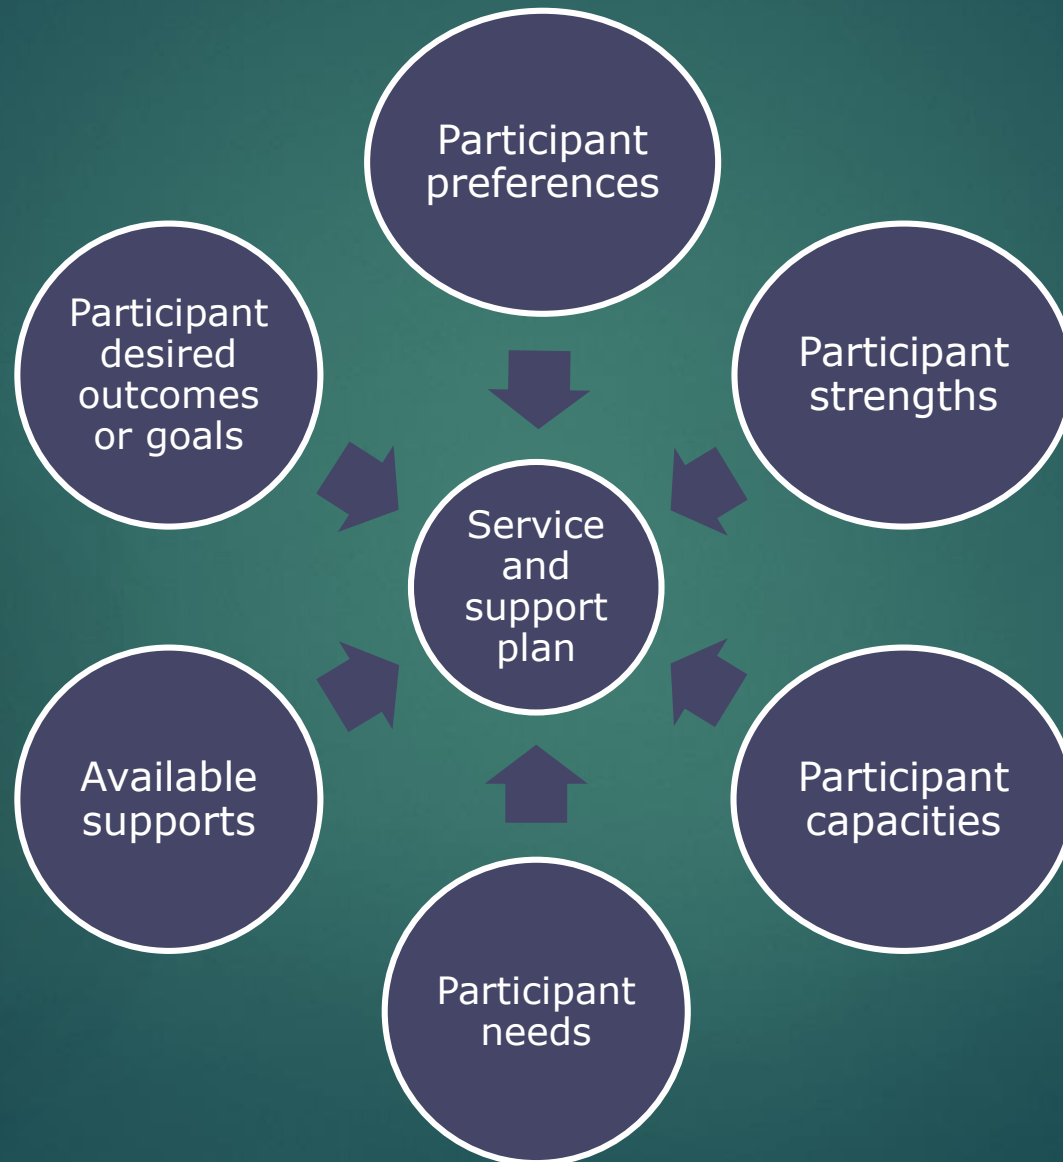 Participant
preferences
Participant
strengths
Participant
capacities
Participant
needs
Available
supports
Participant
desired
outcomes
or goals
Service
and
support
plan